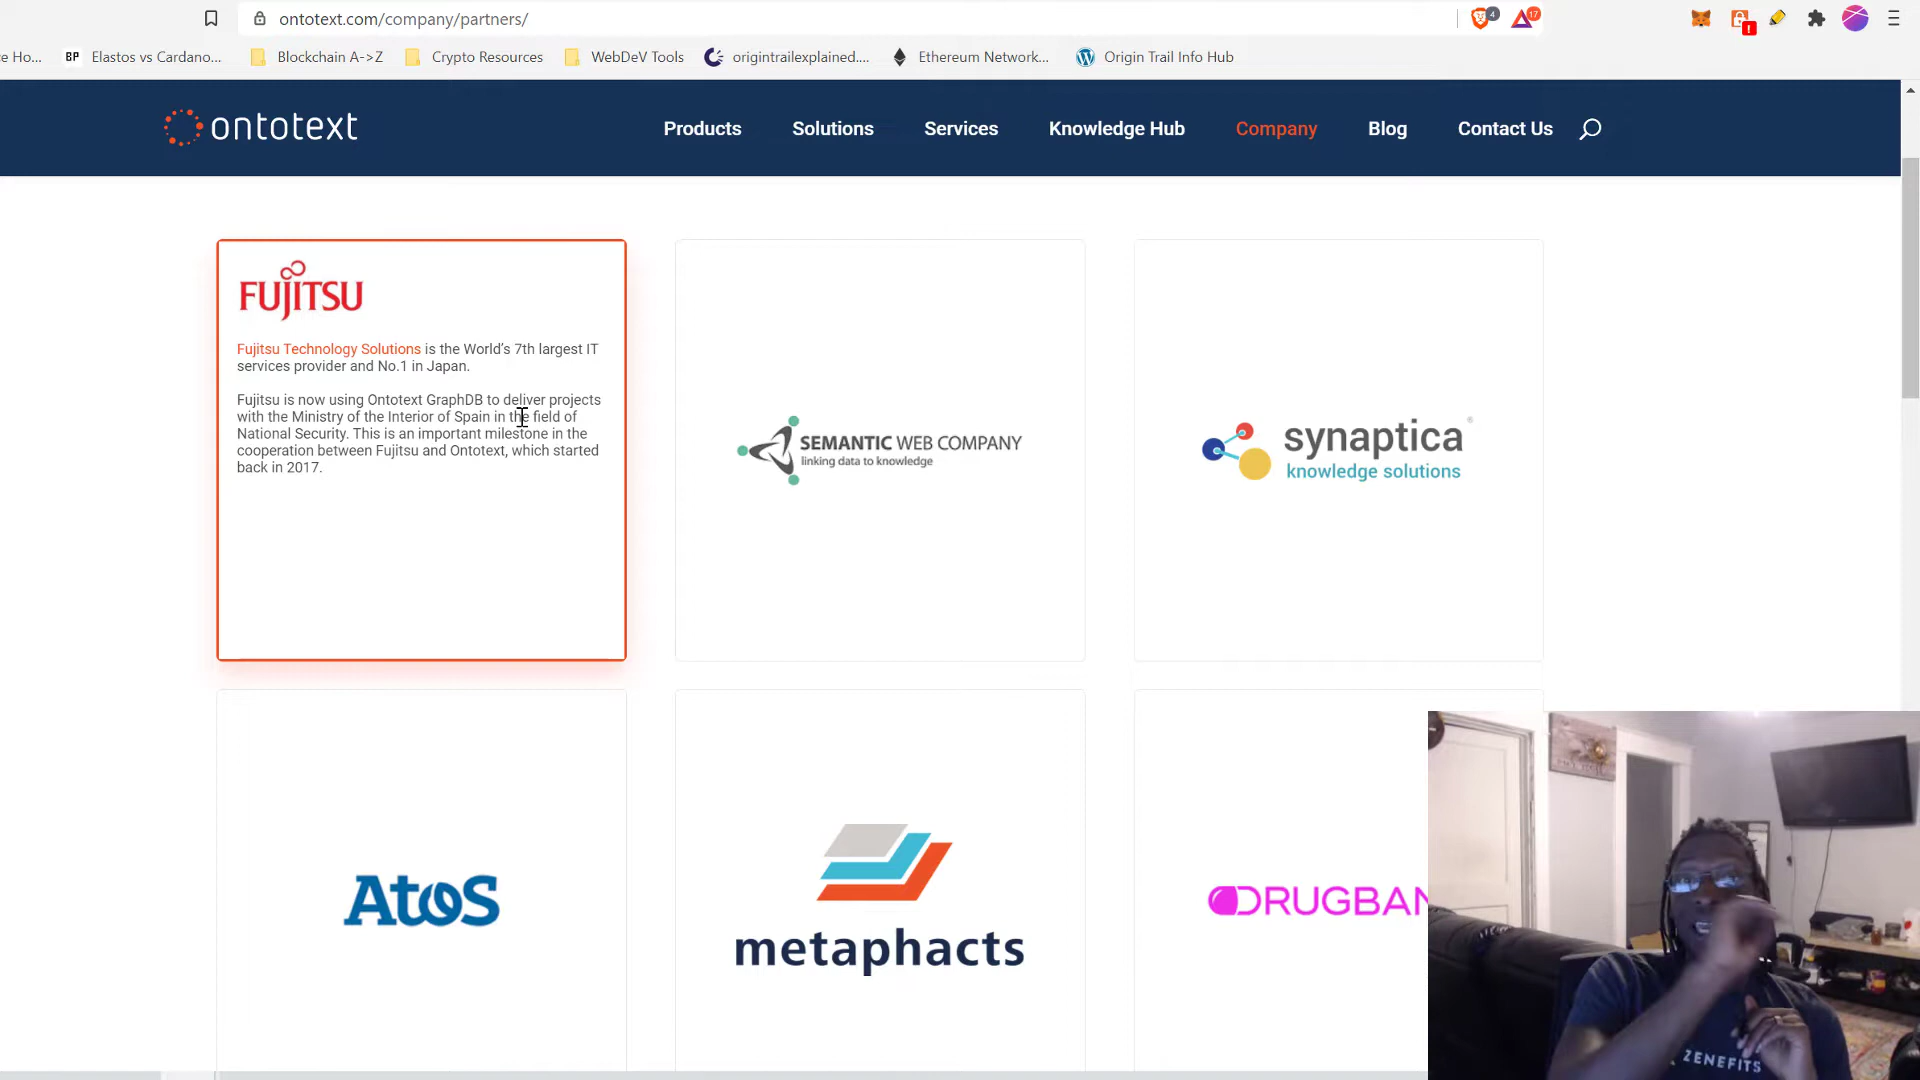 ontotext.com/company/partners/
4
17
ce Ho...
BP Elastos vs Cardano...
Blockchain A->Z
Crypto Resources
WebDeV Tools
origintrailexplained....
Ethereum Network...
Origin Trail Info Hub
ontotext
Products
Solutions
Services
Knowledge Hub
Company
Blog
Contact Us
FUJITSU
Fujitsu Technology Solutions is the World's 7th largest IT
services provider and No.1 in Japan.
Fujitsu is now using Ontotext GraphDB to deliver projects
with the Ministry of the Interior of Spain in the field of
National Security. This is an important milestone in the
cooperation between Fujitsu and Ontotext, which started
back in 2017.
SEMANTIC WEB COMPANY
linking data to knowledge
synaptica®
knowledge solutions
Atos
metaphacts
DRUGBAN
ZENEFITS